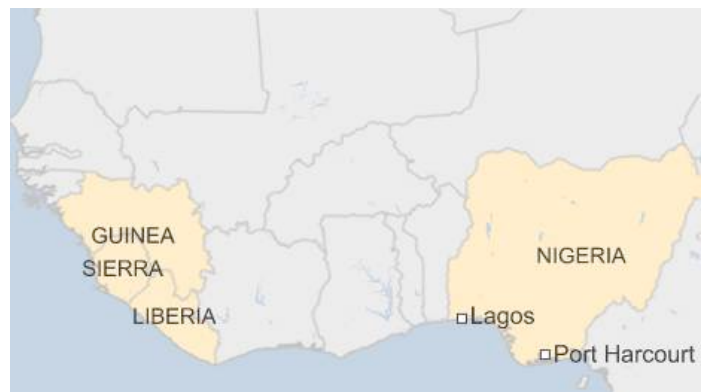 GUINEA
SIERRA
LIBERIA
NIGERIA
Lagos
Port Harcourt